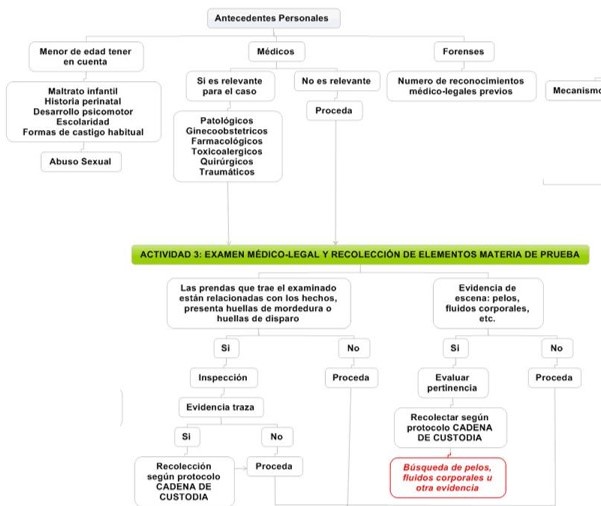 Antecedentes Personales
Menor de edad tener
en cuenta
Médicos
Forenses
Maltrato infantil
Historia perinatal
Desarrollo psicomotor
Escolaridad
Formas de castigo habitual
Si es relevante
para el caso
No es relevante
Numero de reconocimientos
médico-legales previos
Mecanismo
Proceda
Patológicos
Ginecoobstetricos
Farmacológicos
Toxicoalergicos
Quirúrgicos
Traumáticos
Abuso Sexual
ACTIVIDAD 3: EXAMEN MÉDICO-LEGAL Y RECOLECCIÓN DE ELEMENTOS MATERIA DE PRUEBA
Las prendas que trae el examinado
están relacionadas con los hechos,
presenta huellas de mordedura o
huellas de disparo
Evidencia de
escena: pelos,
fluidos corporales,
etc.
Si
No
Si
No
Inspección
Proceda
Evaluar
pertinencia
Proceda
Evidencia traza
Recolectar según
protocolo CADENA
DE CUSTODIA
Si
No
Recolección
según protocolo
CADENA DE
CUSTODIA
Proceda
Búsqueda de pelos,
fluidos corporales u
otra evidencia